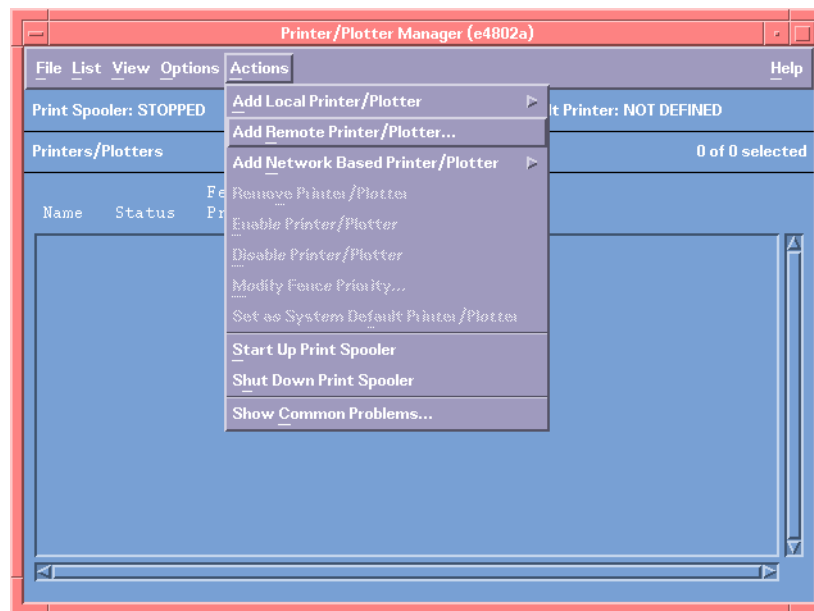 Printer/Plotter Manager (e4802a)
File List View Options Actions Help
Print Spooler: STOPPED
lt Printer: NOT DEFINED
Printers/Plotters
0 of 0 selected
Fe
Name Status Pr
Add Local Printer/Plotter
Add Remote Printer/Plotter...
Add Network Based Printer/Plotter
Remove Printer/Plotter
Enable Printer/Plotter
Disable Printer/Plotter
Modify Fence Priority...
Set as System Default Printer/Plotter
Start Up Print Spooler
Shut Down Print Spooler
Show Common Problems...